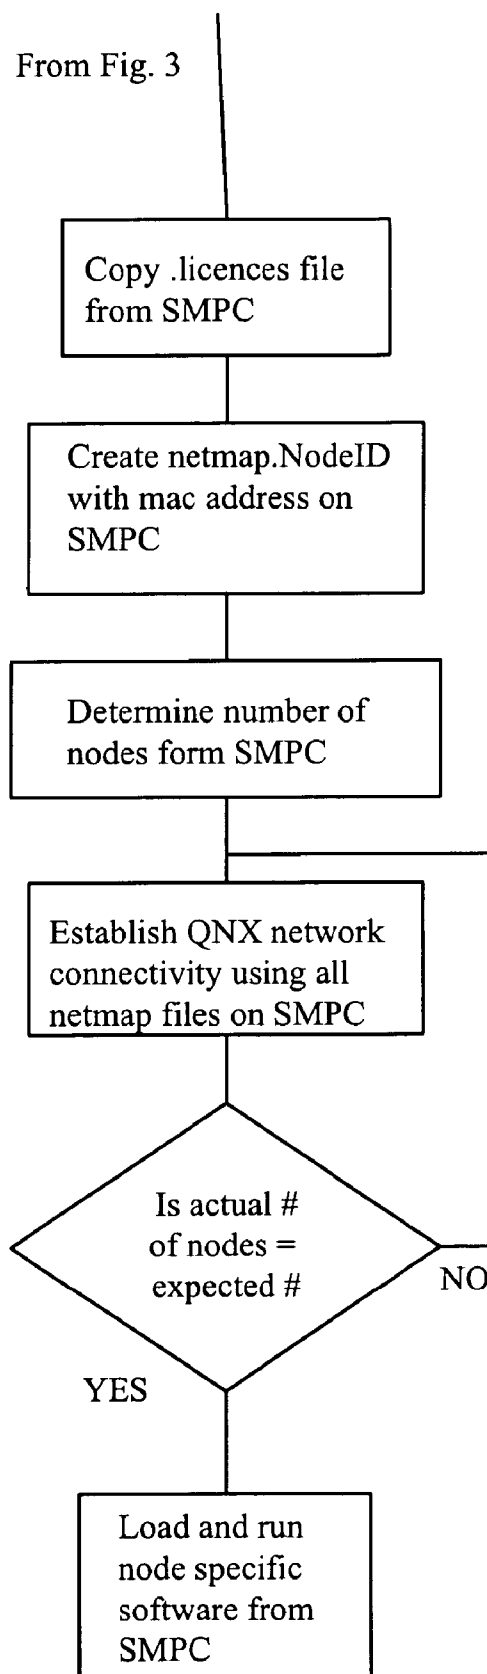 From Fig. 3
Copy .licences file
from SMPC
Create netmap.NodeID
with mac address on
SMPC
Determine number of
nodes form SMPC
Establish QNX network
connectivity using all
netmap files on SMPC
Is actual #
of nodes =
expected #
NO
YES
Load and run
node specific
software from
SMPC